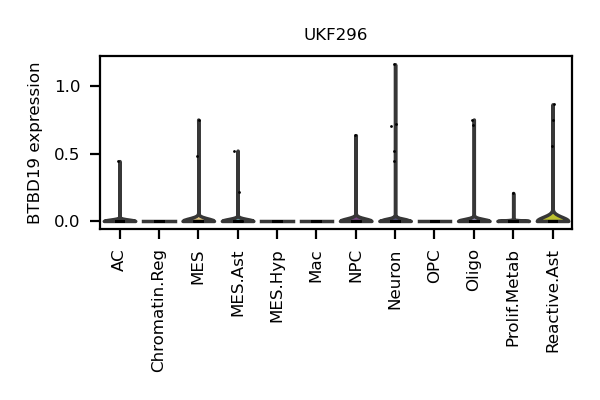 UKF296
BTBD19 expression
1.0
0.5
0.0
AC
Chromatin.Reg
MES
MES.Ast
MES.Hyp
Mac
NPC
Neuron
OPC
Oligo
Prolif.Metab
Reactive.Ast